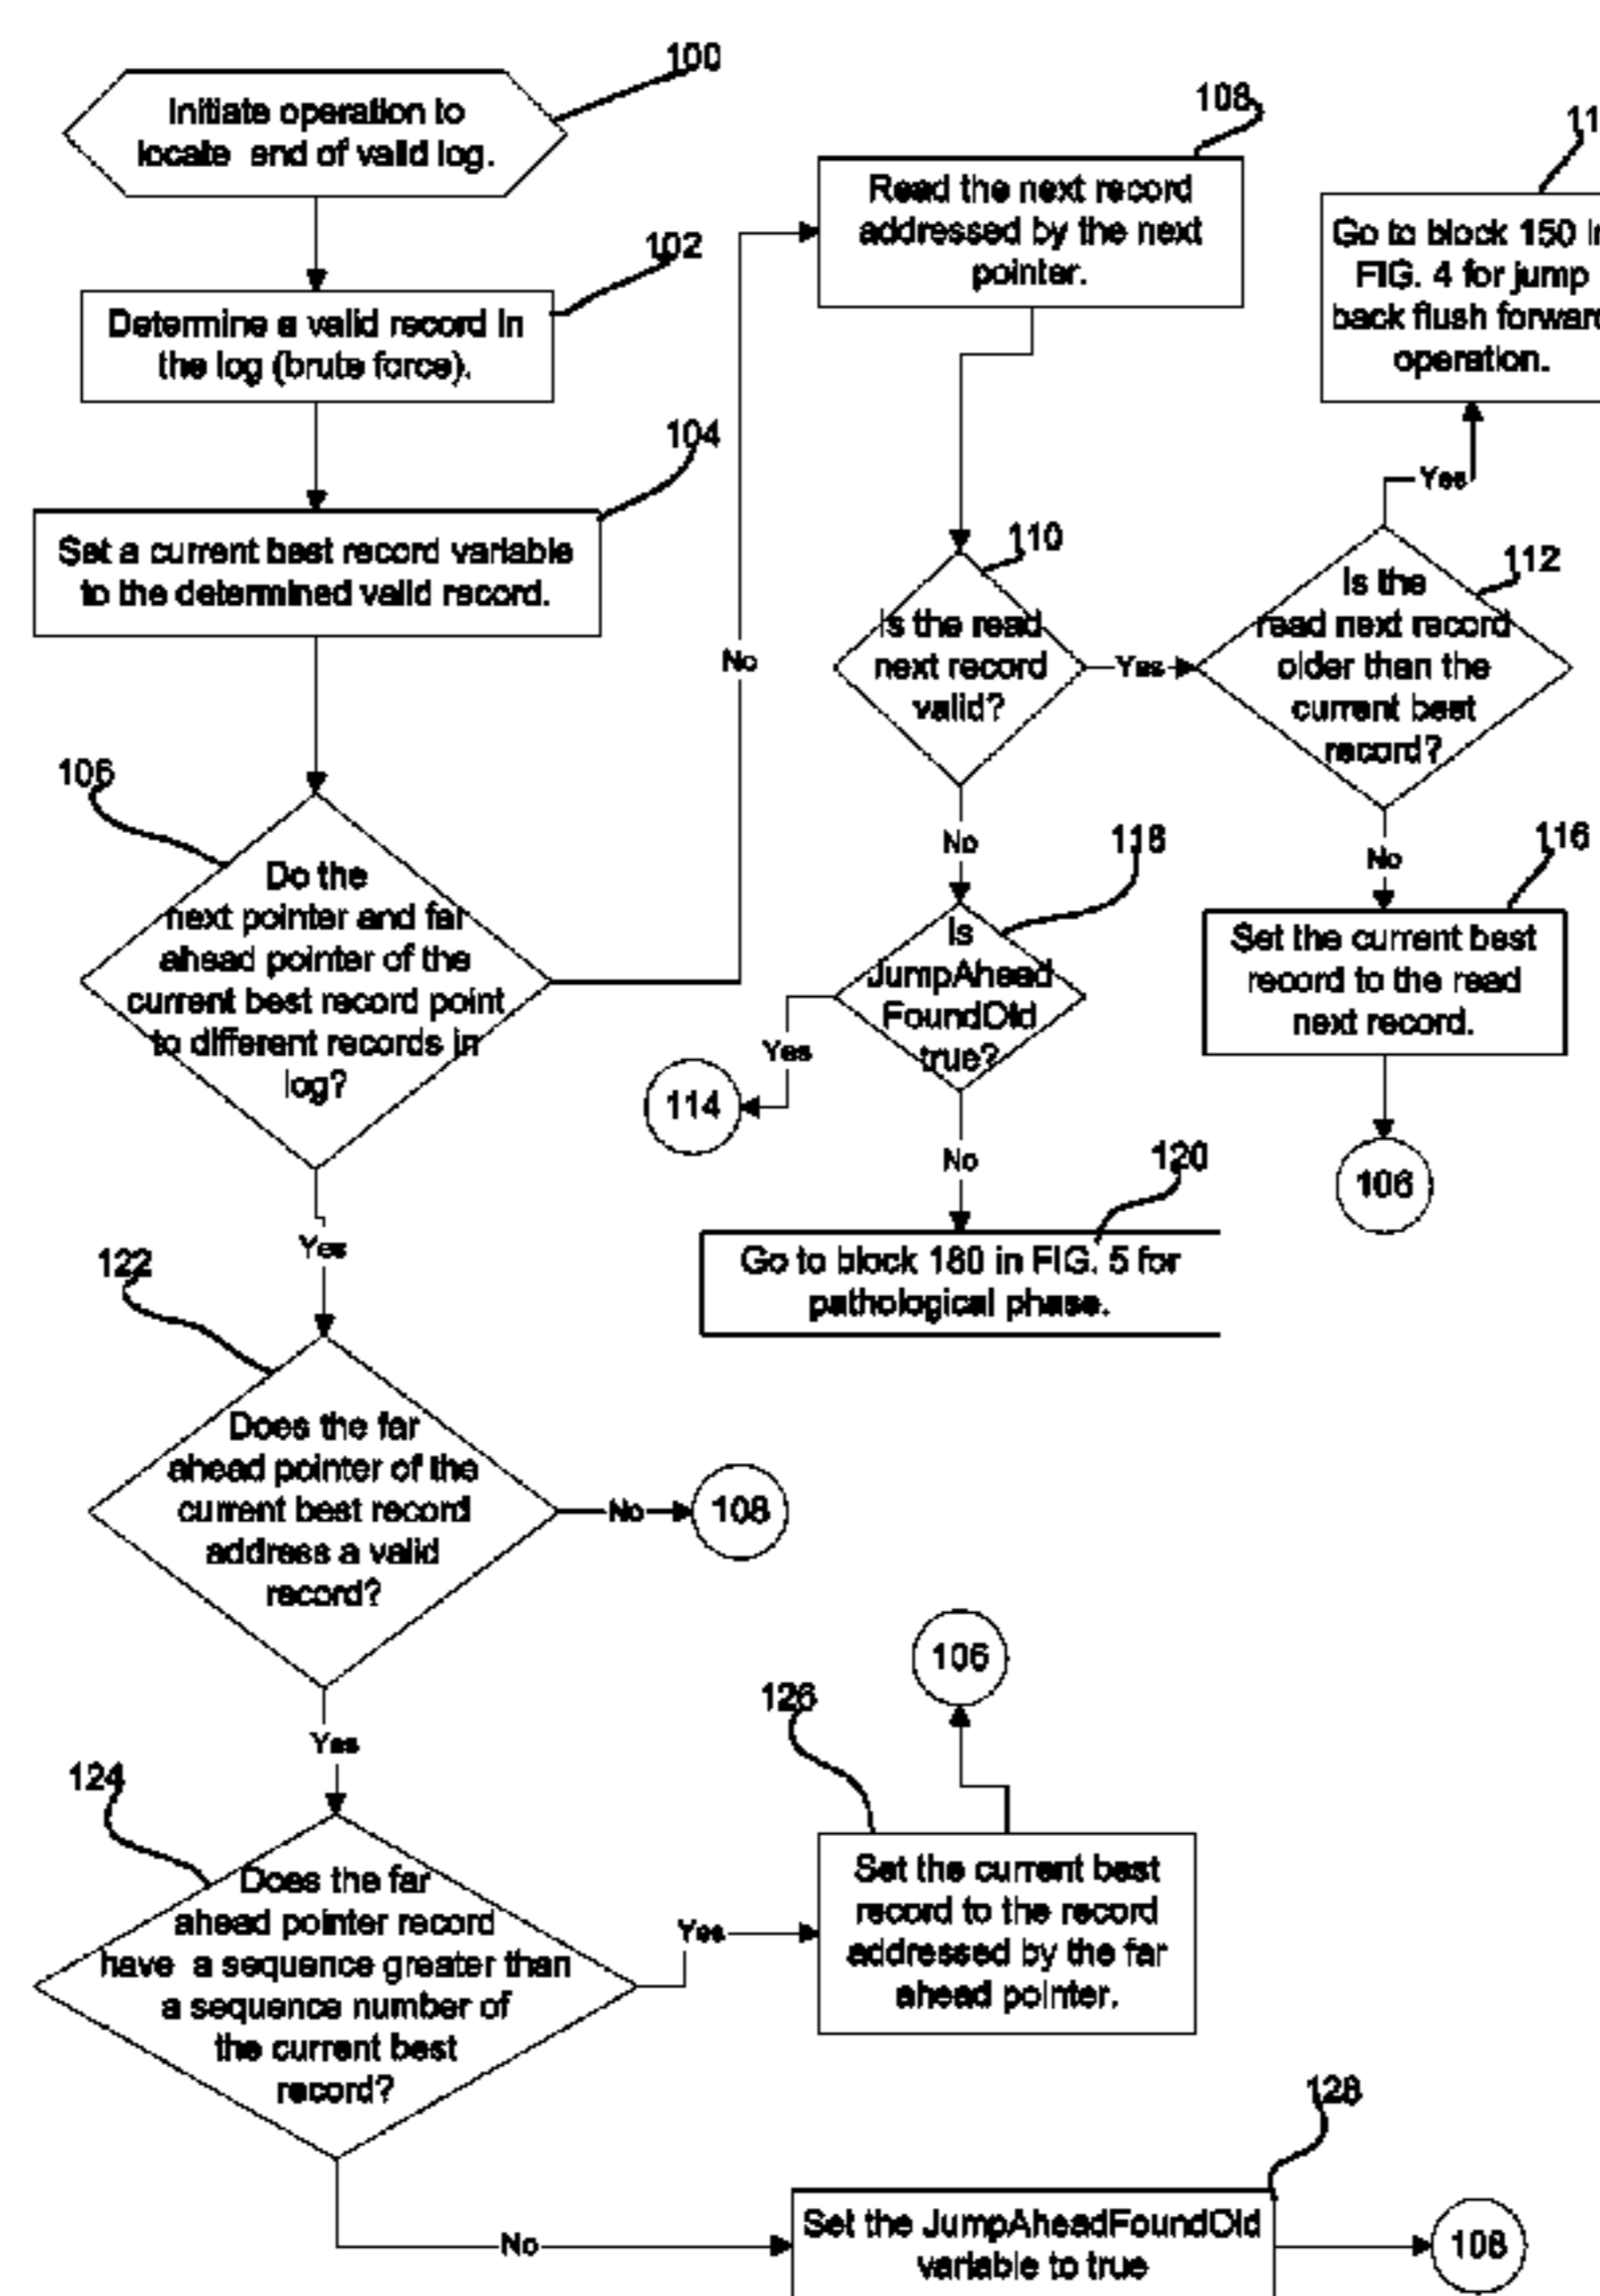 100
Initiate operation to
locate end of valid log.
102
Determine a valid record in
the log (brute force).
104
Set a current best record variable
to the determined valid record.
106
Do the
next pointer and far
ahead pointer of the
current best record point
to different records in
log?
No
Yes
108
Read the next record
addressed by the next
pointer.
110
Is the read
next record
valid?
Yes
No
112
Is the
read next record
older than the
current best
record?
Yes
No
11
Go to block 150 in
FIG. 4 for jump
back flush forward
operation.
116
Set the current best
record to the read
next record.
106
118
Is
JumpAhead
FoundOld
true?
Yes
114
No
120
Go to block 180 in FIG. 5 for
pathological phase.
122
Does the far
ahead pointer of the
current best record
address a valid
record?
No
108
Yes
124
Does the far
ahead pointer record
have a sequence greater than
a sequence number of
the current best
record?
Yes
126
Set the current best
record to the record
addressed by the far
ahead pointer.
106
No
128
Set the JumpAheadFoundOld
variable to true
108